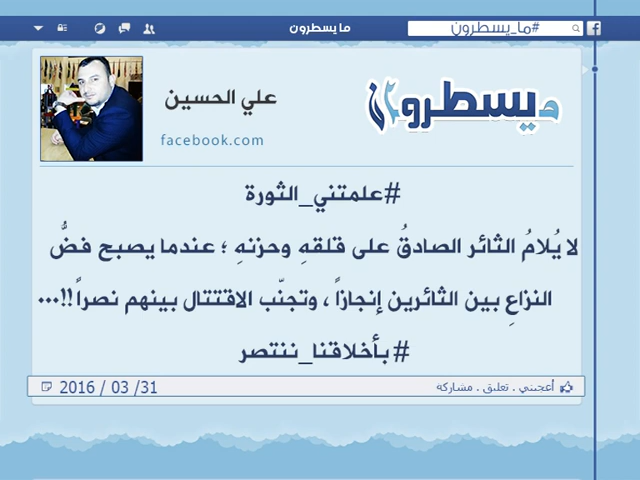 ما يسطرون
#ما_يسطرون
f
علي الحسين
facebook.com
ما يسطرون
#علمتني_الثورة
لا يُلامُ الثائر الصادقُ على قلقهِ وحزنهِ ؛ عندما يصبح فضُّ
النزاعِ بين الثائرين إنجازاً ، وتجنّب الاقتتال بينهم نصراً !!...
#بأخلاقنا_ننتصر
أعجبني . تعليق . مشاركة
2016 / 03 /31